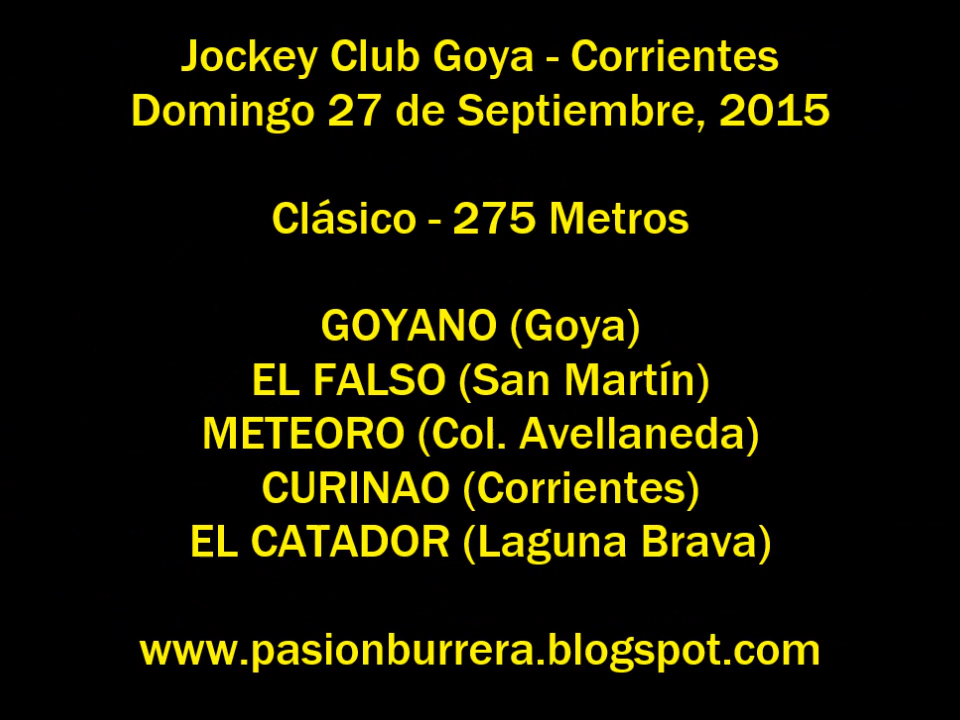 Jockey Club Goya - Corrientes
Domingo 27 de Septiembre, 2015
Clásico - 275 Metros
GOYANO (Goya)
EL FALSO (San Martín)
METEORO (Col. Avellaneda)
CURINAO (Corrientes)
EL CATADOR (Laguna Brava)
www.pasionburrera.blogspot.com